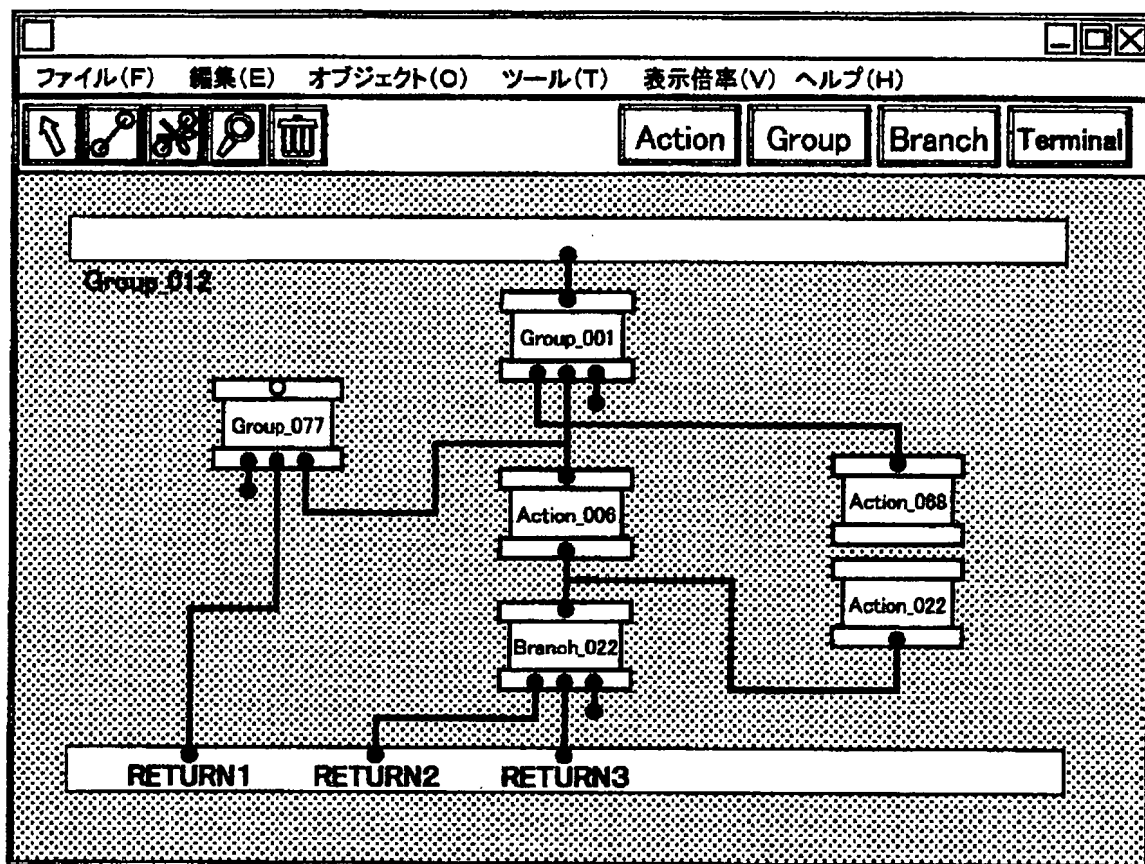 ファイル(F) 編集(E) オブジェクト(O) ツール(T) 表示倍率(V) ヘルプ(H)
Action Group Branch Terminal
Group_012
Group_001
Group_077
Action_006
Action_068
Action_022
Branch_022
RETURN1 RETURN2 RETURN3